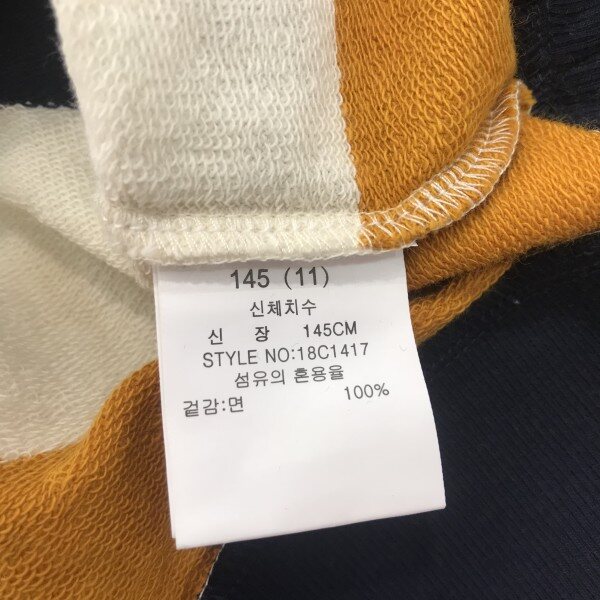 145 (11)
신체치수
신 장 145CM
STYLE NO:18C1417
섬유의 혼용율
겉감:면 100%